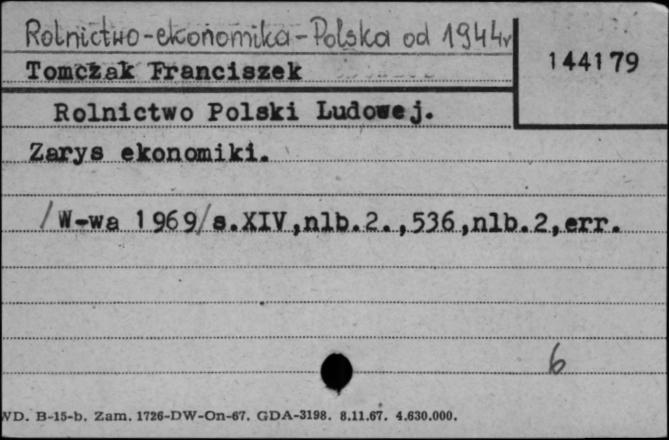 Rolnictwo-ekonomika-Polska od 1944r
144179
Tomczak Franciszek
Rolnictwo Polski Ludowej.
Zarys ekonomiki.
/W-wa 1969/ s.XIV,nlb.2.,536,nlb.2,err.
6
WD. B-15-b. Zam. 1726-DW-On-67. GDA-3198. 8.11.67. 4.630.000.